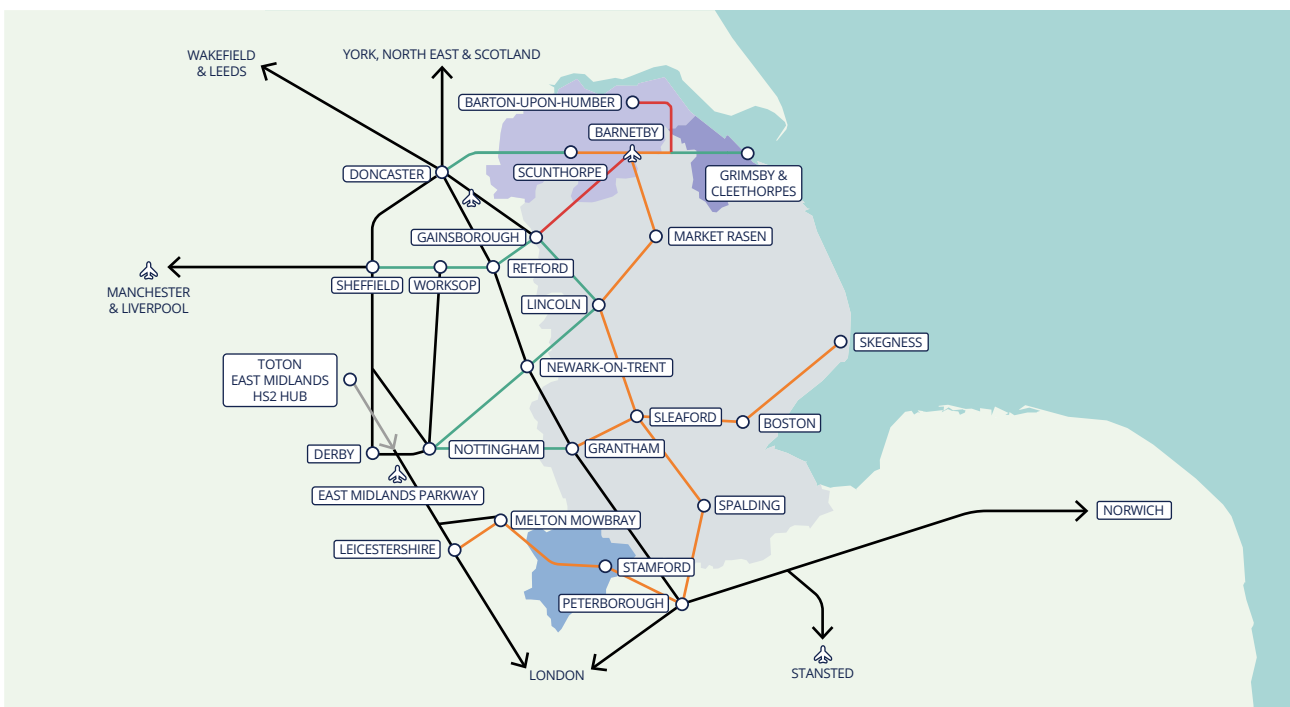 WAKEFIELD
& LEEDS
YORK, NORTH EAST & SCOTLAND
BARTON-UPON-HUMBER
BARNETBY
DONCASTER
SCUNTHORPE
GRIMSBY &
CLEETHORPES
GAINSBOROUGH
MARKET RASEN
RETFORD
SHEFFIELD
WORKSOP
MANCHESTER
& LIVERPOOL
LINCOLN
SKEGNESS
TOTON
EAST MIDLANDS
HS2 HUB
NEWARK-ON-TRENT
SLEAFORD
BOSTON
DERBY
NOTTINGHAM
GRANTHAM
EAST MIDLANDS PARKWAY
SPALDING
NORWICH
MELTON MOWBRAY
LEICESTERSHIRE
STAMFORD
PETERBOROUGH
LONDON
STANSTED